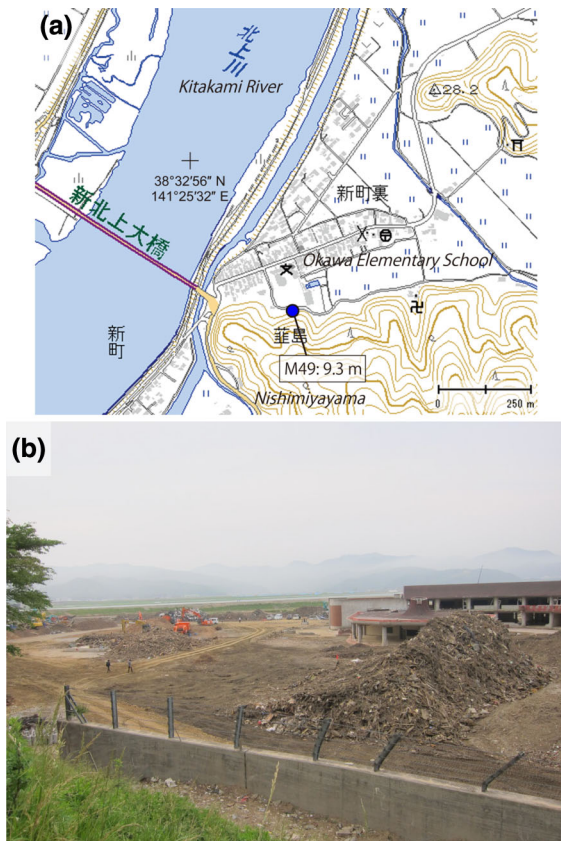 (a)
北上川
Kitakami River
28.2
38°32′56″ N
141°25′32″ E
新町裏
新北上大橋
Okawa Elementary School
新町
韮島
M49: 9.3 m
Nishimiyayama
0 250 m
(b)